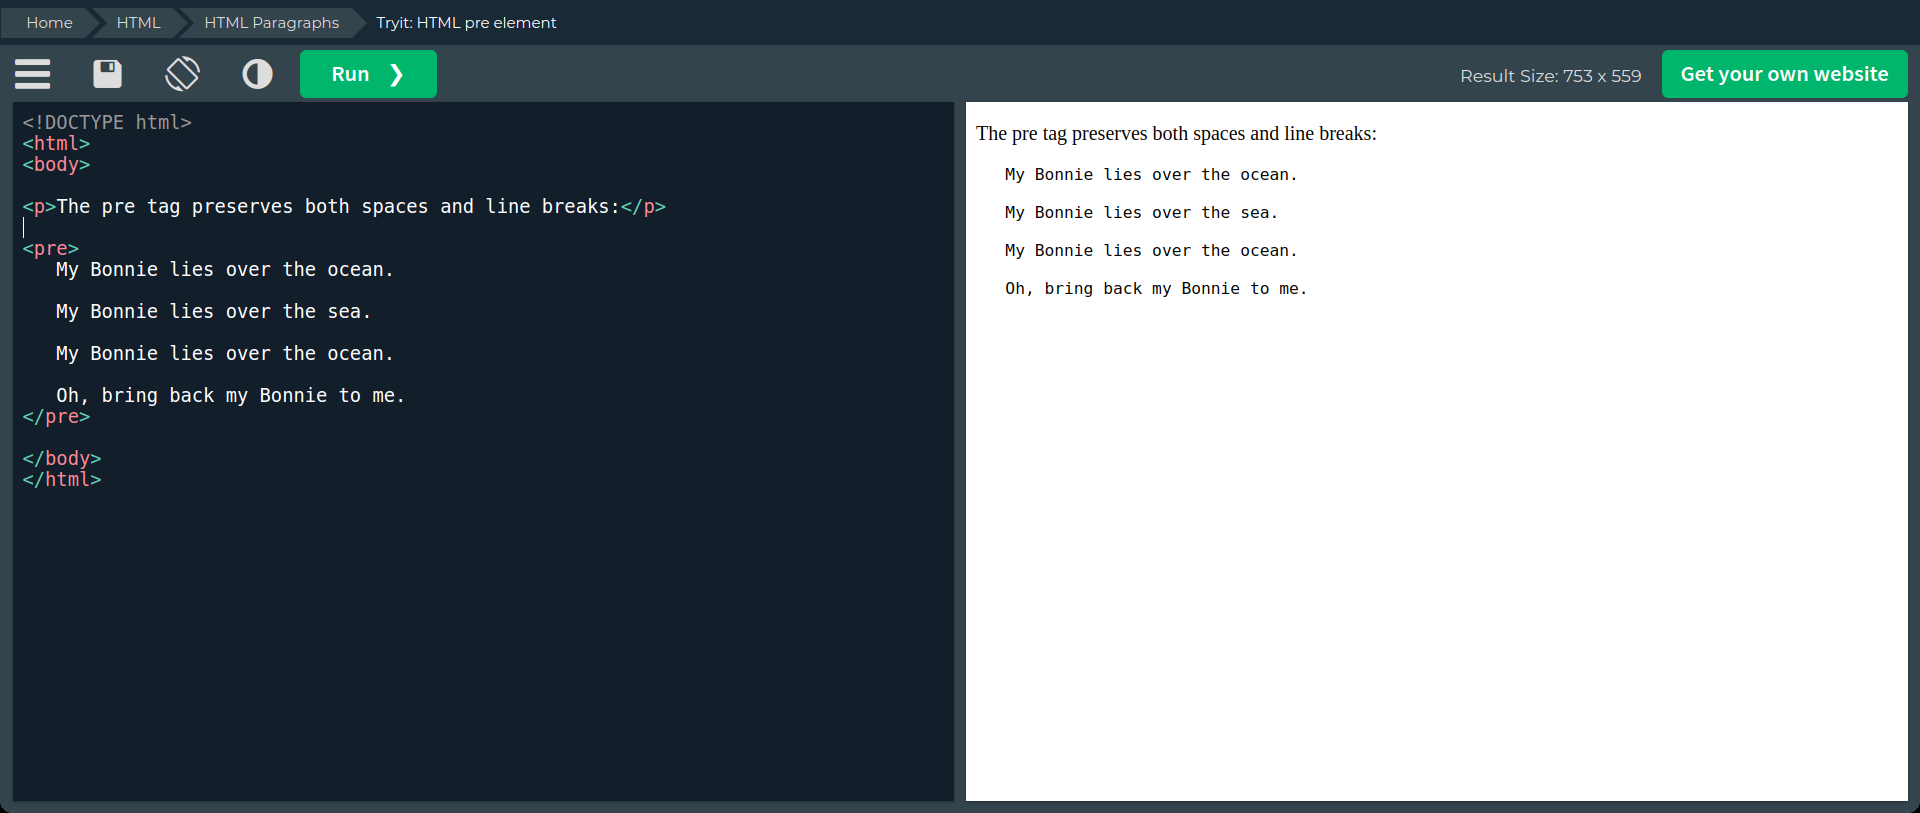 Home HTML HTML Paragraphs Tryit: HTML pre element
Run ❯ Result Size: 753 x 559 Get your own website
<!DOCTYPE html>
<html>
<body>
<p>The pre tag preserves both spaces and line breaks:</p>
<pre>
   My Bonnie lies over the ocean.
   My Bonnie lies over the sea.
   My Bonnie lies over the ocean.
   Oh, bring back my Bonnie to me.
</pre>
</body>
</html>
The pre tag preserves both spaces and line breaks:
   My Bonnie lies over the ocean.
   My Bonnie lies over the sea.
   My Bonnie lies over the ocean.
   Oh, bring back my Bonnie to me.